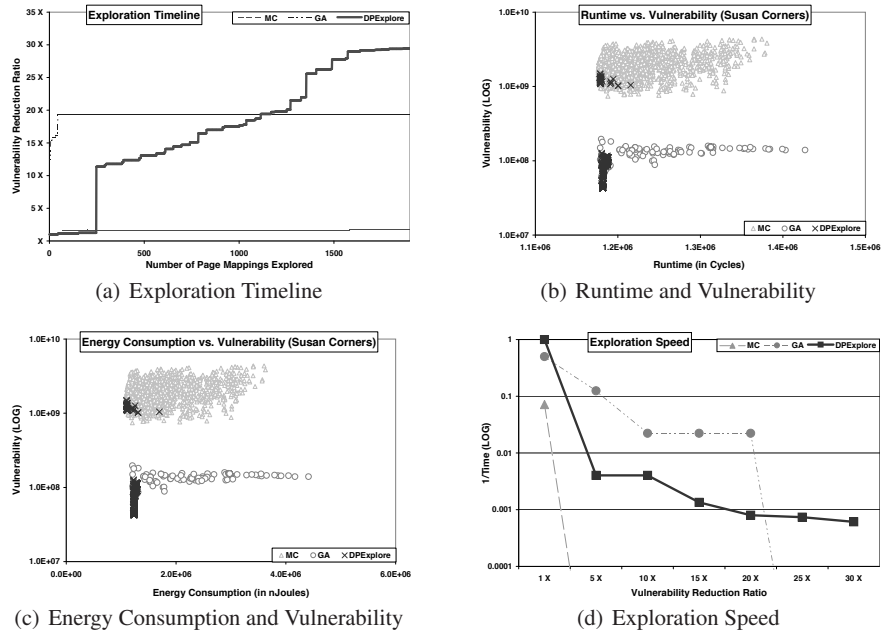 Exploration Timeline
MC GA DPExplore
35 X
30 X
25 X
20 X
15 X
10 X
5 X
X
0 500 1000 1500
Vulnerability Reduction Ratio
Number of Page Mappings Explored
(a) Exploration Timeline
Runtime vs. Vulnerability (Susan Corners)
1.0E+10
1.0E+09
1.0E+08
1.0E+07
Vulnerability (LOG)
MC GA DPExplore
1.1E+06 1.2E+06 1.3E+06 1.4E+06 1.5E+06
Runtime (in Cycles)
(b) Runtime and Vulnerability
Energy Consumption vs. Vulnerability (Susan Corners)
1.0E+10
1.0E+09
1.0E+08
1.0E+07
Vulnerability (LOG)
MC GA DPExplore
0.0E+00 2.0E+06 4.0E+06 6.0E+06
Energy Consumption (in nJoules)
(c) Energy Consumption and Vulnerability
Exploration Speed
MC GA DPExplore
1
0.1
0.01
0.001
0.0001
1/Time (LOG)
1 X 5 X 10 X 15 X 20 X 25 X 30 X
Vulnerability Reduction Ratio
(d) Exploration Speed